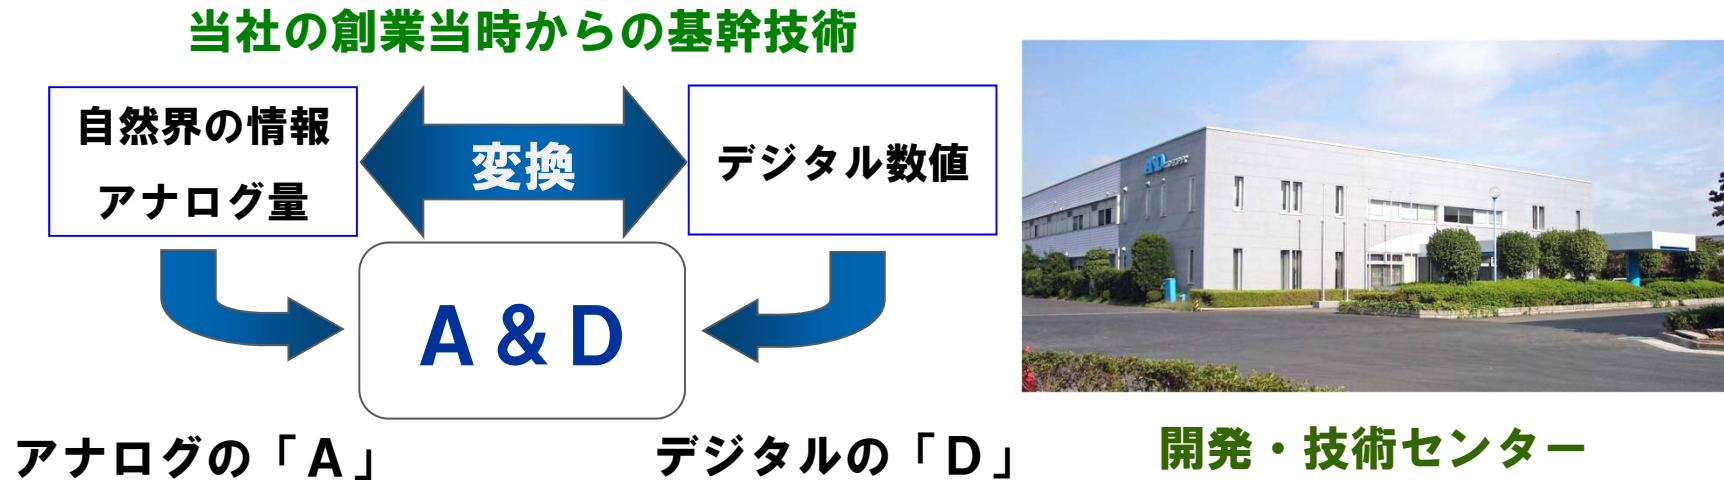 当社の創業当時からの基幹技術
自然界の情報
アナログ量
変換
デジタル数値
A&D
A & D
アナログの「A」
デジタルの「D」
開発・技術センター